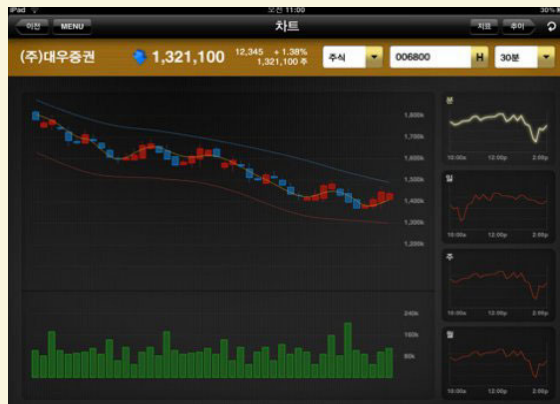 iPad 오전 11:00 30%
이전 MENU 차트 지표 추이
(주)대우증권 1,321,100 12,345 +1.38% 주식 006800 H 30분
1,321,100 주
분
10:00a 12:00p 2:00p
일
10:00a 12:00p 2:00p
주
10:00a 12:00p 2:00p
월
10:00a 12:00p 2:00p
1,800k
1,700k
1,600k
1,500k
1,400k
1,300k
1,200k
240k
160k
80k